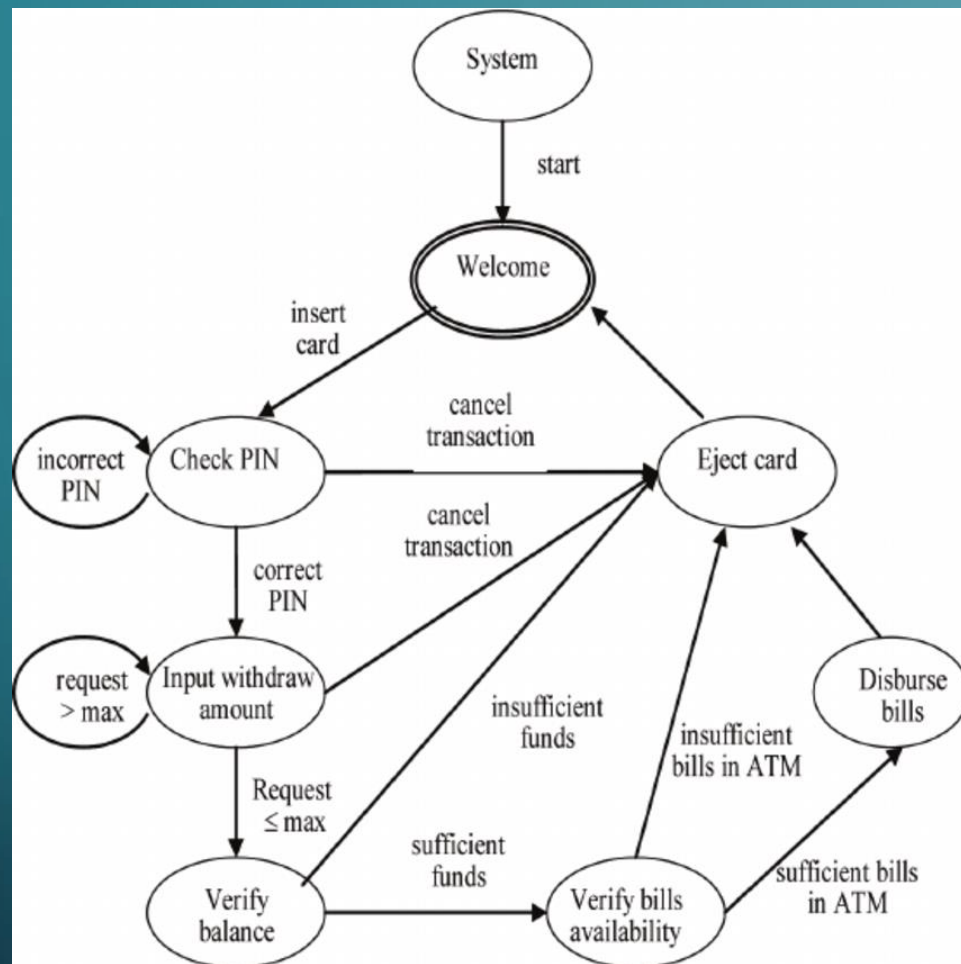 System
start
Welcome
insert
card
cancel
transaction
incorrect
PIN
Check PIN
Eject card
cancel
transaction
correct
PIN
request
> max
Input withdraw
amount
insufficient
funds
Disburse
bills
insufficient
bills in ATM
Request
≤ max
sufficient
funds
sufficient bills
in ATM
Verify
balance
Verify bills
availability